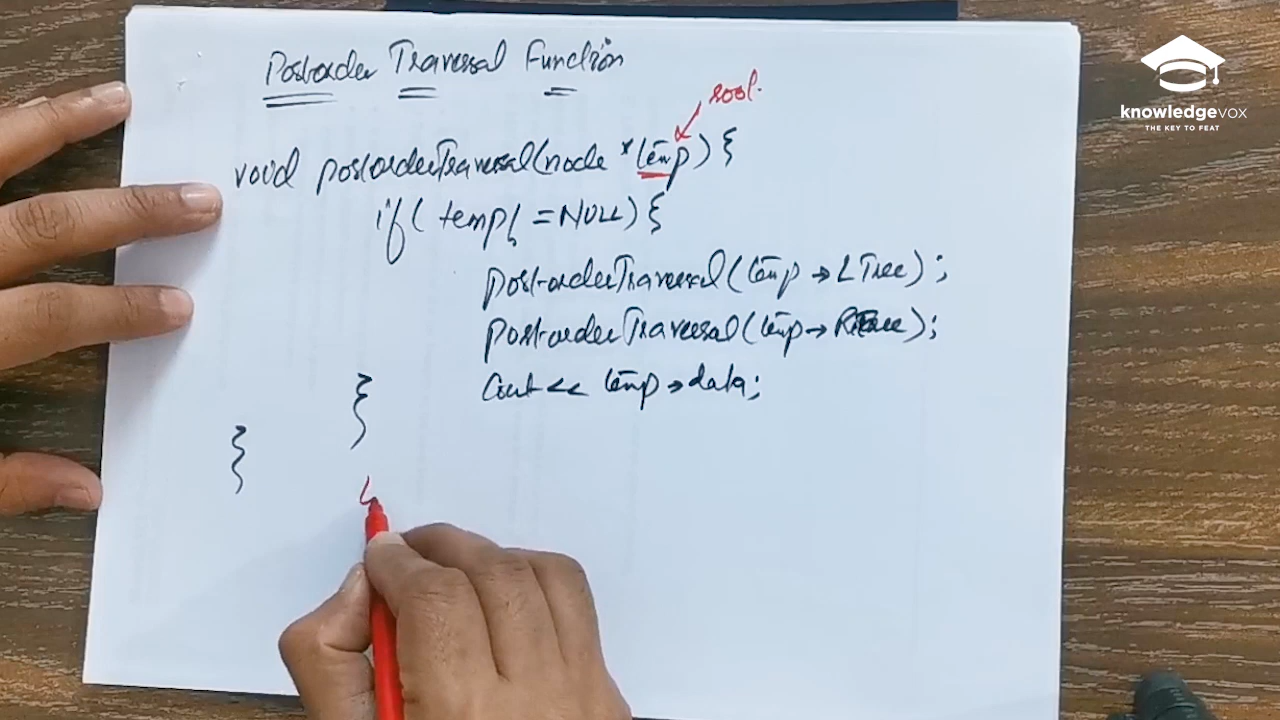 Postorder Traversal Function
root.
void postorderTraversal(node *temp) {
if( temp! =NULL) {
postorderTraversal(temp→LTree);
postorderTraversal(temp→RTree);
cout<< temp→data;
}
}
knowledgevox
THE KEY TO FEAT